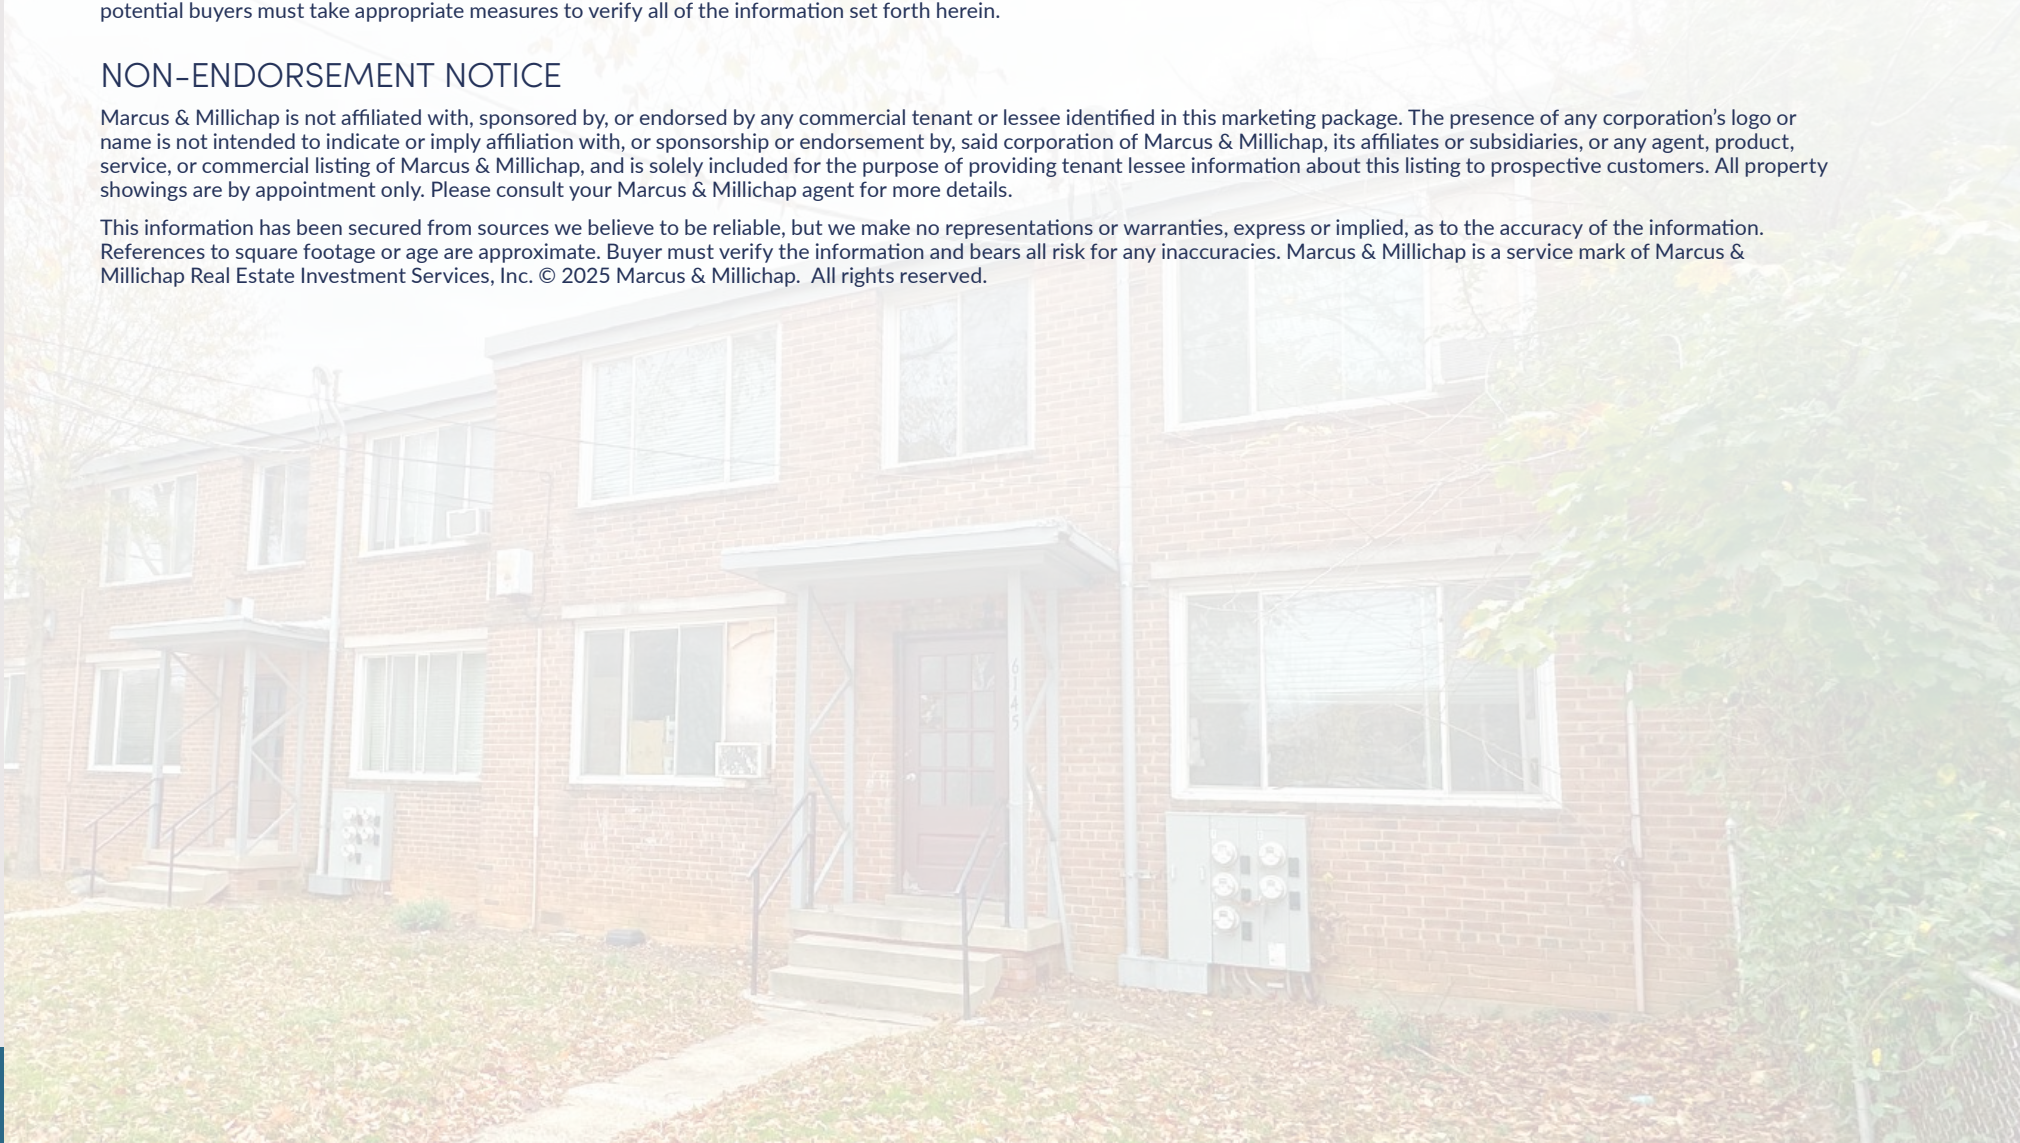 potential buyers must take appropriate measures to verify all of the information set forth herein.
NON-ENDORSEMENT NOTICE
Marcus & Millichap is not affiliated with, sponsored by, or endorsed by any commercial tenant or lessee identified in this marketing package. The presence of any corporation’s logo or
name is not intended to indicate or imply affiliation with, or sponsorship or endorsement by, said corporation of Marcus & Millichap, its affiliates or subsidiaries, or any agent, product,
service, or commercial listing of Marcus & Millichap, and is solely included for the purpose of providing tenant lessee information about this listing to prospective customers. All property
showings are by appointment only. Please consult your Marcus & Millichap agent for more details.
This information has been secured from sources we believe to be reliable, but we make no representations or warranties, express or implied, as to the accuracy of the information.
References to square footage or age are approximate. Buyer must verify the information and bears all risk for any inaccuracies. Marcus & Millichap is a service mark of Marcus &
Millichap Real Estate Investment Services, Inc. © 2025 Marcus & Millichap.  All rights reserved.
6145